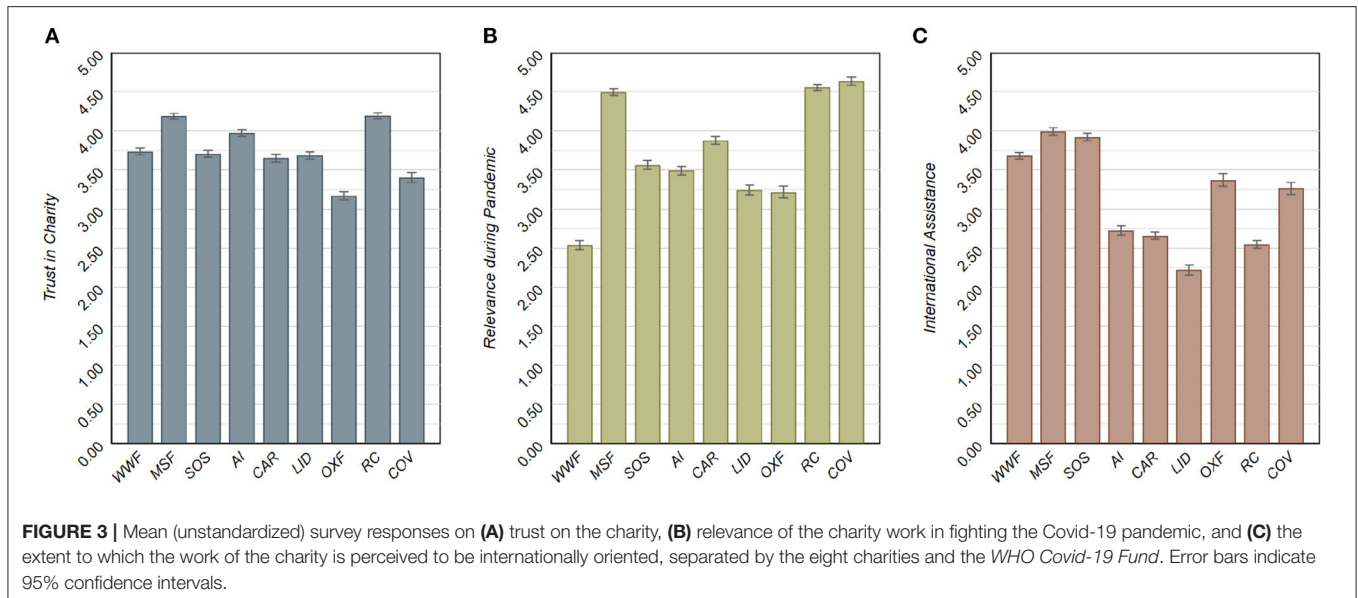 A
Trust in Charity
5.00
4.50
4.00
3.50
3.00
2.50
2.00
1.50
1.00
0.50
0.00
WWF MSF SOS AI CAR LID OXF RC COV
B
Relevance during Pandemic
5.00
4.50
4.00
3.50
3.00
2.50
2.00
1.50
1.00
0.50
0.00
WWF MSF SOS AI CAR LID OXF RC COV
C
International Assistance
5.00
4.50
4.00
3.50
3.00
2.50
2.00
1.50
1.00
0.50
0.00
WWF MSF SOS AI CAR LID OXF RC COV
FIGURE 3 | Mean (unstandardized) survey responses on (A) trust on the charity, (B) relevance of the charity work in fighting the Covid-19 pandemic, and (C) the
extent to which the work of the charity is perceived to be internationally oriented, separated by the eight charities and the WHO Covid-19 Fund. Error bars indicate
95% confidence intervals.